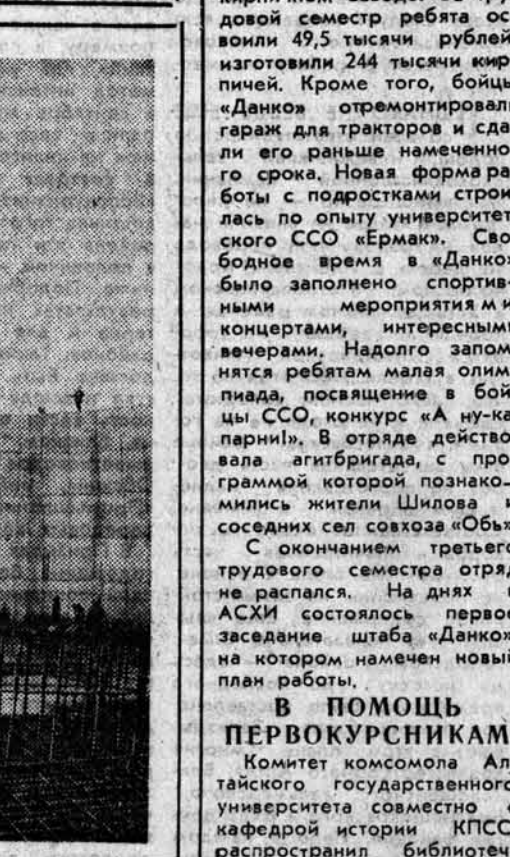 довой семестр ребята ос
воили 49,5 тысячи рублей
изготовили 244 тысячи кир
пичей. Кроме того, бойцы
«Данко» отремонтировал
гараж для тракторов и сда
ли его раньше намеченно
го срока. Новая форма ра
боты с подростками строи
лась по опыту университет
ского ССО «Ермак». Сво
бодное время в «Данко»
было заполнено спортив-
ными мероприятия м и
концертами, интересным
вечерами. Надолго запом
нятся ребятам малая олим
пиада, посвящение в бой
цы ССО, конкурс «А ну-ка
парни!». В отряде действо
вала агитбригада, с про
граммой которой познако-
мились жители Шилова и
соседних сел совхоза «Обь»
С окончанием третьего
трудового семестра отряд
не распался. На днях в
АСХИ состоялось первое
заседание штаба «Данко»
на котором намечен новый
план работы.
В ПОМОЩЬ
ПЕРВОКУРСНИКАМ
Комитет комсомола Ал
тайского государственного
университета совместно с
кафедрой истории КПСС
распространил библиотеч